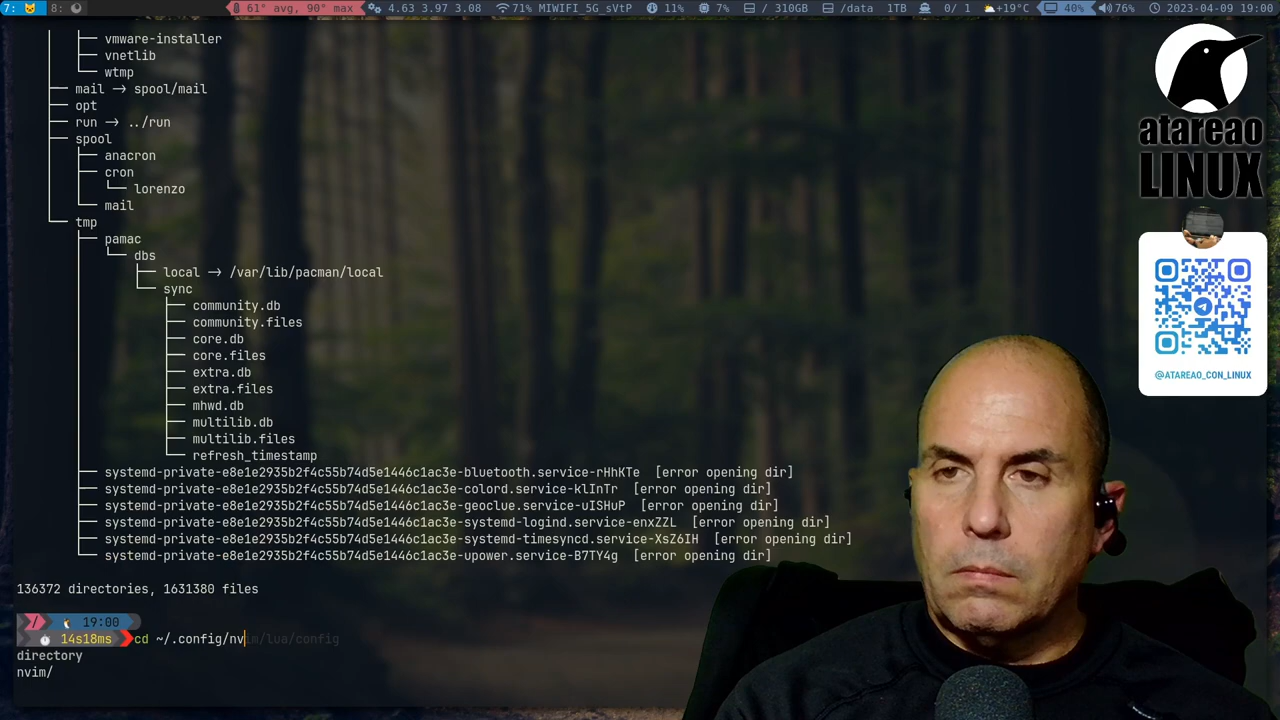 7: 8: 61° avg, 90° max 4.63 3.97 3.08 71% MIWIFI_5G_sVtP 11% 7% / 310GB /data 1TB 0/ 1 +19°C 40% 76% 2023-04-09 19:00
├── vmware-installer
├── vnetlib
└── wtmp
├── mail -> spool/mail
├── opt
├── run -> ../run
├── spool
├── anacron
├── cron
└── lorenzo
└── mail
└── tmp
├── pamac
└── dbs
├── local -> /var/lib/pacman/local
└── sync
├── community.db
├── community.files
├── core.db
├── core.files
├── extra.db
├── extra.files
├── mhwd.db
├── multilib.db
├── multilib.files
└── refresh_timestamp
├── systemd-private-e8e1e2935b2f4c55b74d5e1446c1ac3e-bluetooth.service-rHhKTe [error opening dir]
├── systemd-private-e8e1e2935b2f4c55b74d5e1446c1ac3e-colord.service-klInTr [error opening dir]
├── systemd-private-e8e1e2935b2f4c55b74d5e1446c1ac3e-geoclue.service-uISHuP [error opening dir]
├── systemd-private-e8e1e2935b2f4c55b74d5e1446c1ac3e-systemd-logind.service-enxZZL [error opening dir]
├── systemd-private-e8e1e2935b2f4c55b74d5e1446c1ac3e-systemd-timesyncd.service-XsZ6IH [error opening dir]
└── systemd-private-e8e1e2935b2f4c55b74d5e1446c1ac3e-upower.service-B7TY4g [error opening dir]
136372 directories, 1631380 files
/ 19:00
14s18ms cd ~/.config/nvim/lua/config
directory
nvim/
atareao
LINUX
@ATAREAO_CON_LINUX